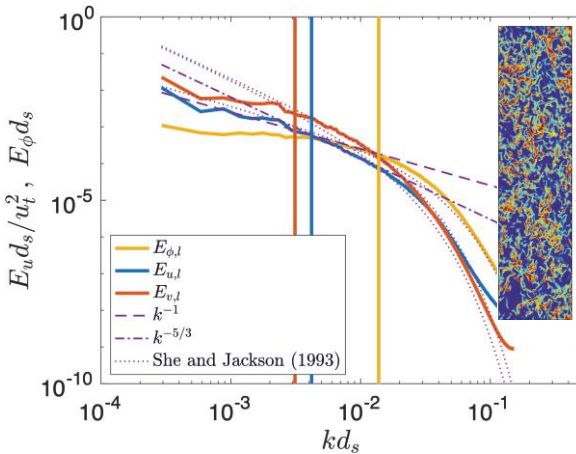 10^0
10^-5
10^-10
E_u d_s / u_t^2 , E_ϕ d_s
E_ϕ,l
E_u,l
E_v,l
k^-1
k^-5/3
She and Jackson (1993)
10^-4
10^-3
10^-2
10^-1
kd_s